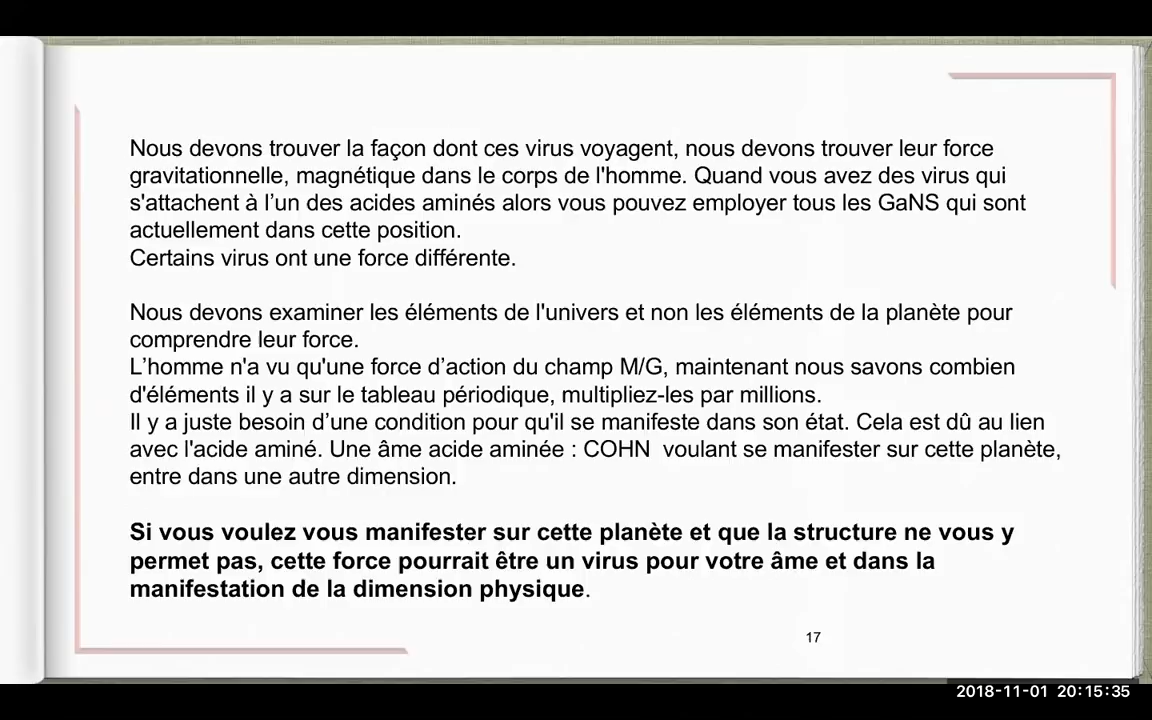 Nous devons trouver la façon dont ces virus voyagent, nous devons trouver leur force
gravitationnelle, magnétique dans le corps de l'homme. Quand vous avez des virus qui
s'attachent à l’un des acides aminés alors vous pouvez employer tous les GaNS qui sont
actuellement dans cette position.
Certains virus ont une force différente.
Nous devons examiner les éléments de l'univers et non les éléments de la planète pour
comprendre leur force.
L’homme n'a vu qu'une force d’action du champ M/G, maintenant nous savons combien
d'éléments il y a sur le tableau périodique, multipliez-les par millions.
Il y a juste besoin d’une condition pour qu'il se manifeste dans son état. Cela est dû au lien
avec l'acide aminé. Une âme acide aminée : COHN  voulant se manifester sur cette planète,
entre dans une autre dimension.
Si vous voulez vous manifester sur cette planète et que la structure ne vous y
permet pas, cette force pourrait être un virus pour votre âme et dans la
manifestation de la dimension physique.
17
2018-11-01 20:15:35